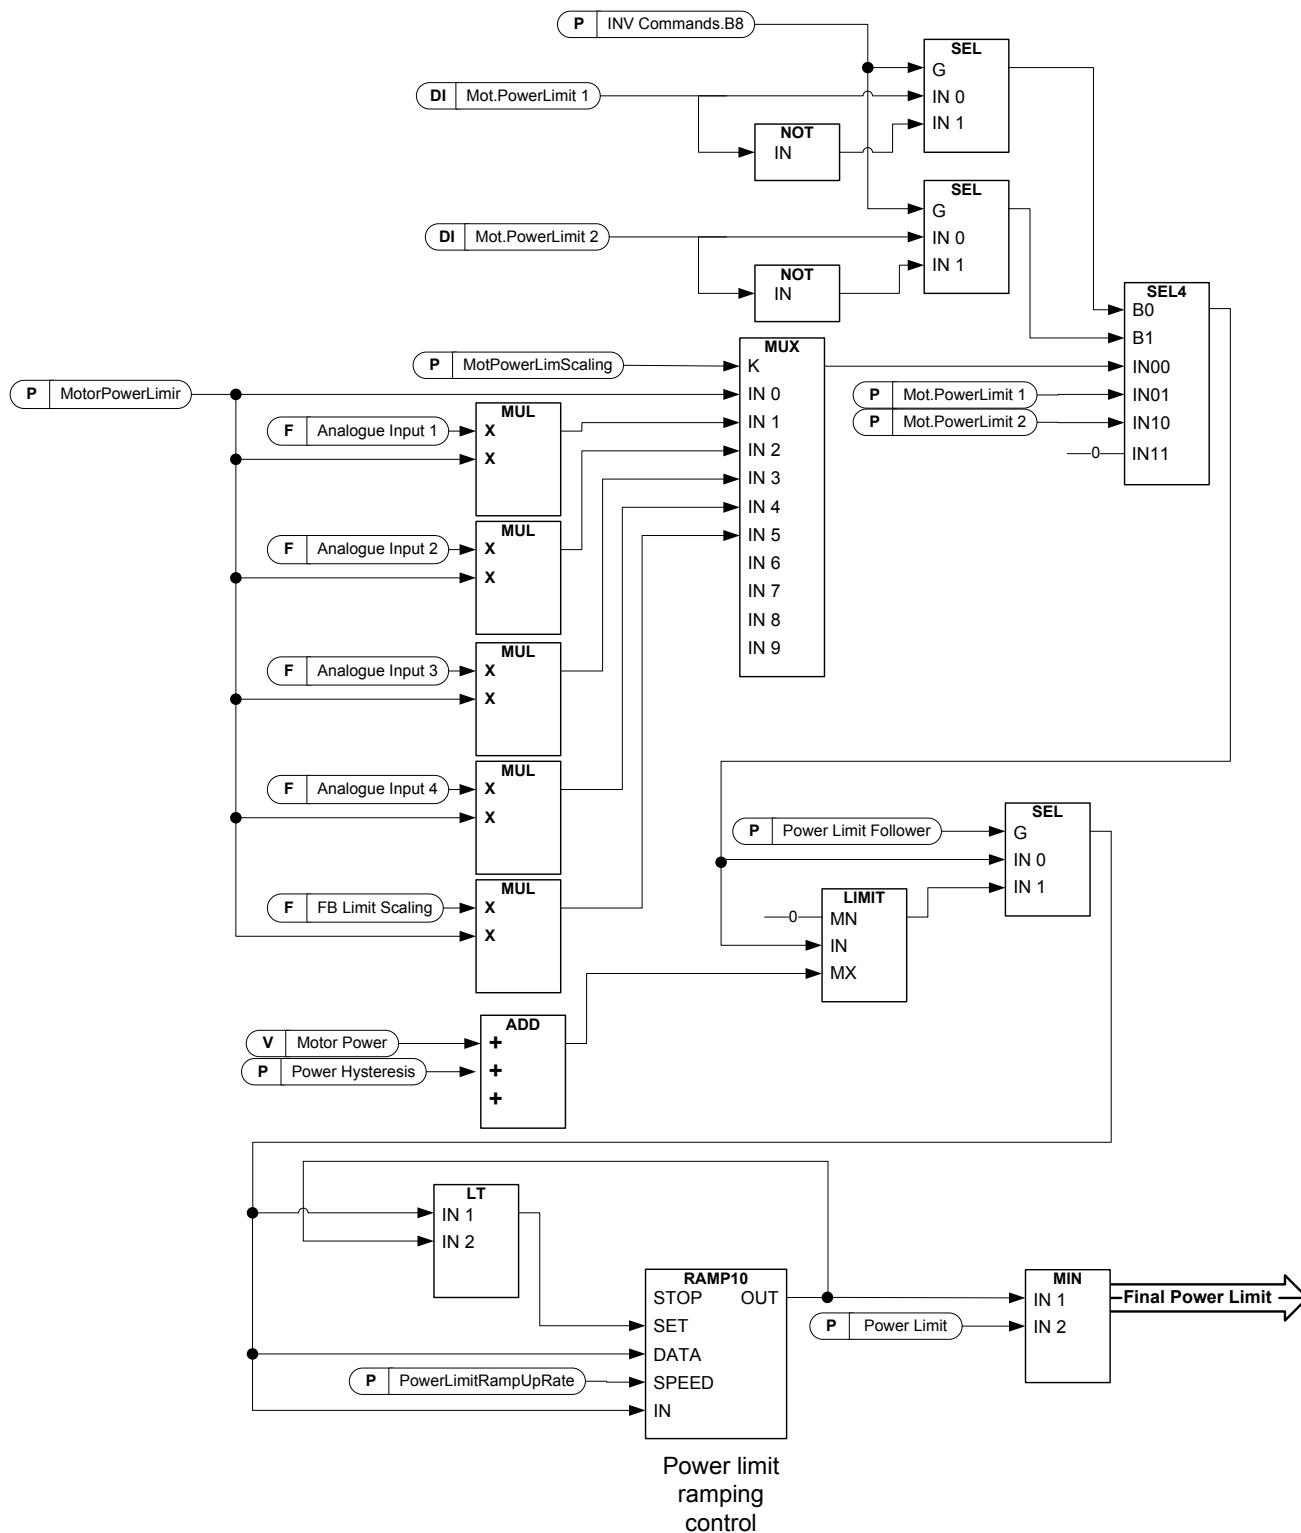 P INV Commands.B8
SEL
G
DI Mot.PowerLimit 1
IN 0
IN 1
NOT
IN
SEL
G
DI Mot.PowerLimit 2
IN 0
IN 1
NOT
IN
SEL4
B0
B1
IN00
P Mot.PowerLimit 1
IN01
P Mot.PowerLimit 2
IN10
0
IN11
MUX
P MotPowerLimScaling
K
P MotorPowerLimir
IN 0
IN 1
IN 2
IN 3
IN 4
IN 5
IN 6
IN 7
IN 8
IN 9
MUL
F Analogue Input 1
X
X
MUL
F Analogue Input 2
X
X
MUL
F Analogue Input 3
X
X
MUL
F Analogue Input 4
X
X
MUL
F FB Limit Scaling
X
X
SEL
P Power Limit Follower
G
IN 0
IN 1
LIMIT
0
MN
IN
MX
ADD
V Motor Power
+
P Power Hysteresis
+
+
LT
IN 1
IN 2
RAMP10
STOP OUT
SET
DATA
P PowerLimitRampUpRate
SPEED
IN
MIN
IN 1
Final Power Limit
P Power Limit
IN 2
Power limit
ramping
control